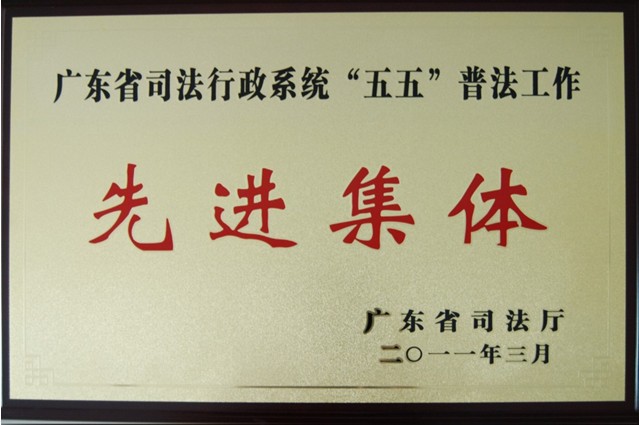 广东省司法行政系统“五五”普法工作
先进集体
广东省司法厅
二〇一一年三月